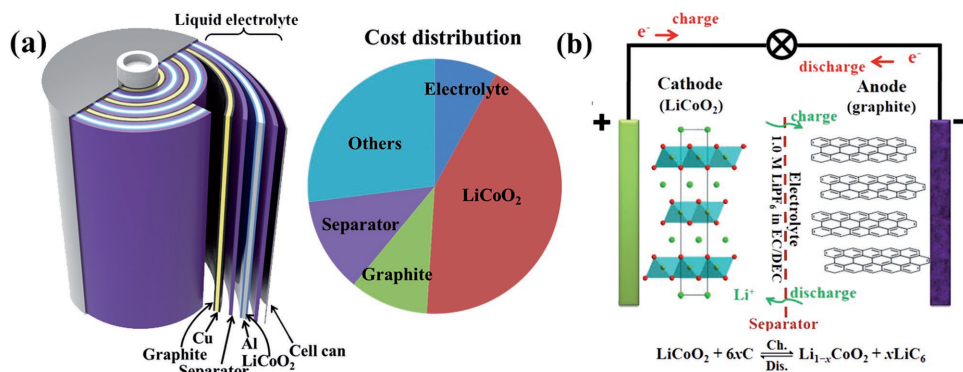 (a)
Liquid electrolyte
Graphite
Cu
Separator
Al
LiCoO₂
Cell can
Cost distribution
Electrolyte
LiCoO₂
Graphite
Separator
Others
(b)
charge
e⁻
discharge
e⁻
Cathode
(LiCoO₂)
Anode
(graphite)
+
−
charge
Electrolyte
1.0 M LiPF₆ in EC/DEC
Li⁺
discharge
Separator
LiCoO₂ + 6xC ⇌ Li₁₋ₓCoO₂ + xLiC₆
Ch.
Dis.